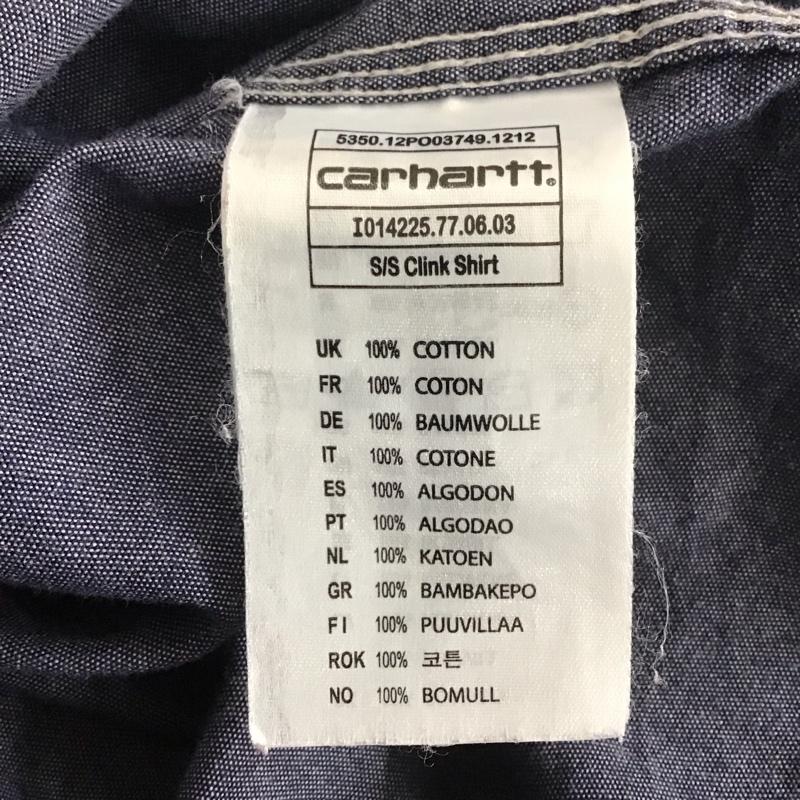 5350.12PO03749.1212
carhartt®
I014225.77.06.03
S/S Clink Shirt
UK 100% COTTON
FR 100% COTON
DE 100% BAUMWOLLE
IT 100% COTONE
ES 100% ALGODON
PT 100% ALGODAO
NL 100% KATOEN
GR 100% BAMBAKEPO
FI 100% PUUVILLAA
ROK 100% 코튼
NO 100% BOMULL